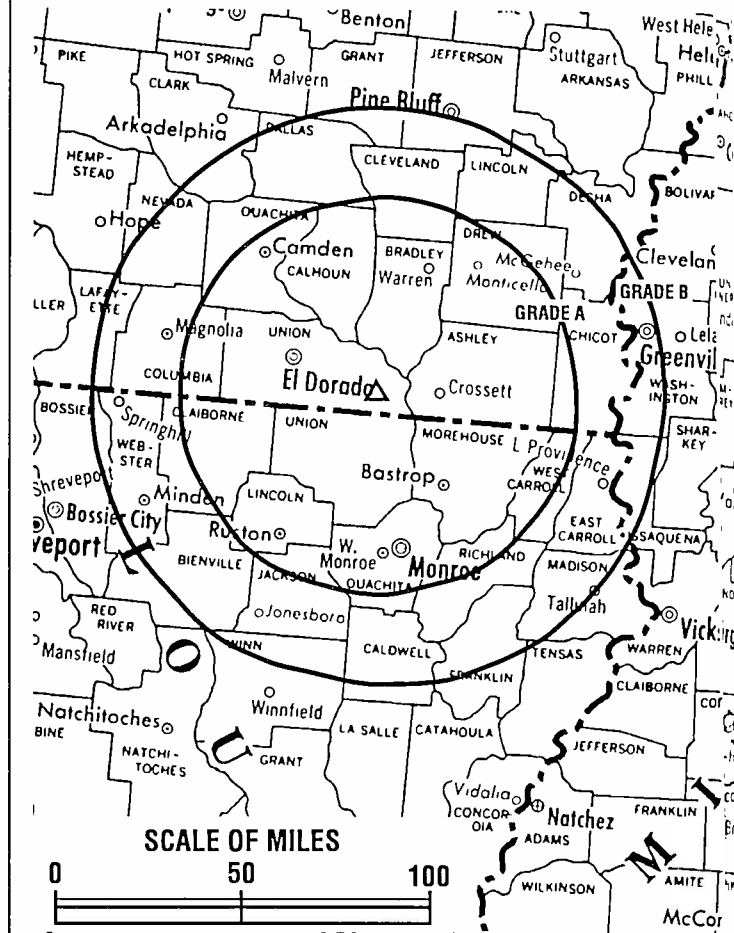 Benton
West Hele
PIKE
HOT SPRING
GRANT
JEFFERSON
Stuttgart
Hel
Malvern
ARKANSAS
PHILL
CLARK
Pine Bluff
Arkadelphia
DALLAS
HEMP-
STEAD
CLEVELAND
LINCOLN
NEVADA
DESHA
BOLIVAR
Hope
OUACHITA
Camden
CALHOUN
BRADLEY
Warren
DREW
McGehee
Monticello
Clevelan
LLER
LAFAY-
ETTE
GRADE A
GRADE B
Magnolia
UNION
ASHLEY
CHICOT
Lela
Greenvil
COLUMBIA
El Dorado
Crossett
WASH-
INGTON
BOSSIER
Springhill
CLAIBORNE
UNION
MOREHOUSE
L Providence
SHAR-
KEY
WEB-
STER
WEST
CARROLL
Shreveport
Bastrop
Minden
LINCOLN
Bossier City
Ruston
EAST
CARROLL
veport
W.
Monroe
Monroe
RICHLAND
ISSAQUENA
BIENVILLE
JACKSON
OUACHITA
MADISON
L
Tallulah
RED
RIVER
Jonesboro
Vicksburg
Mansfield
O
WINN
CALDWELL
FRANKLIN
TENSAS
WARREN
CLAIBORNE
Natchitoches
Winnfield
BINE
U
LA SALLE
CATAHOULA
JEFFERSON
NATCHI-
TOCHES
GRANT
Vidalia
CONCOR-
DIA
Natchez
FRANKLIN
I
ADAMS
M
SCALE OF MILES
WILKINSON
AMITE
0 50 100
McCor